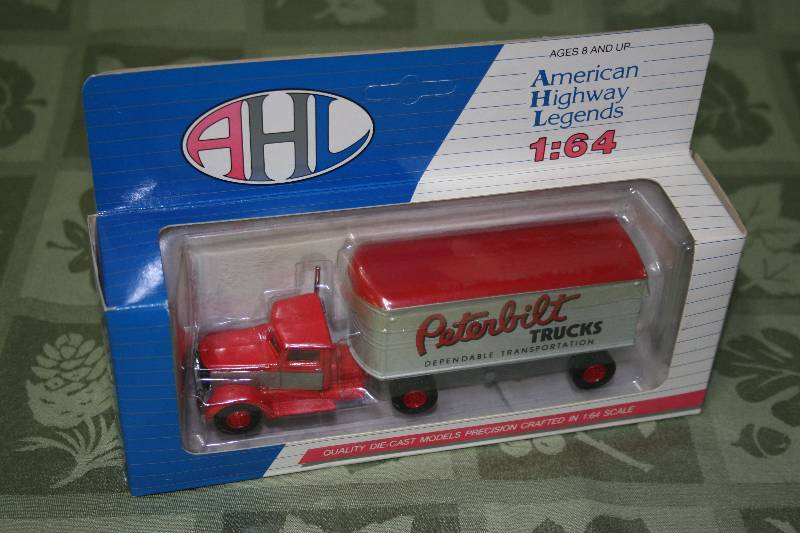 AGES 8 AND UP
AHL
American
Highway
Legends
1:64
Peterbilt
TRUCKS
DEPENDABLE TRANSPORTATION
QUALITY DIE-CAST MODELS PRECISION CRAFTED IN 1:64 SCALE